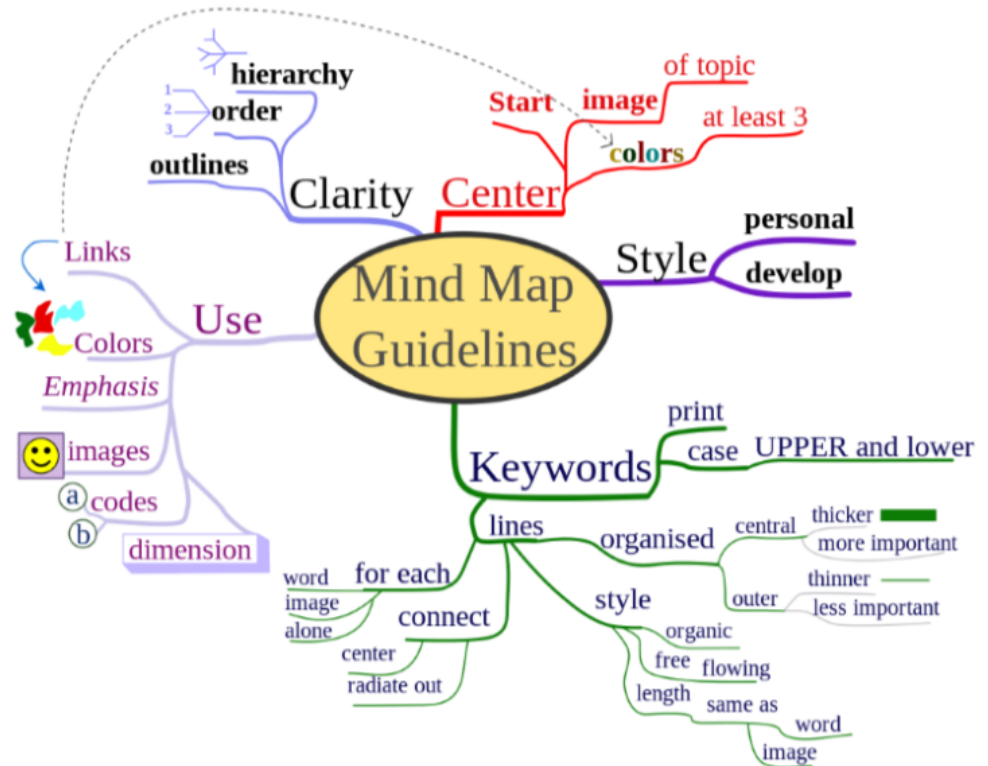 Mind Map
Guidelines
Center
Start
image
of topic
colors
at least 3
Style
personal
develop
Keywords
print
case
UPPER and lower
lines
organised
central
thicker
more important
outer
thinner
less important
style
organic
free flowing
length
same as
word
image
connect
center
radiate out
for each
word
image
alone
Use
Links
Colors
Emphasis
images
codes
a
b
dimension
Clarity
hierarchy
order
1
2
3
outlines